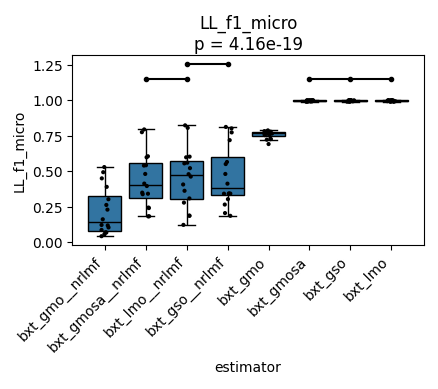 LL_f1_micro
p = 4.16e-19
LL_f1_micro
1.25
1.00
0.75
0.50
0.25
0.00
bxt_gmo__nrlmf
bxt_gmosa__nrlmf
bxt_lmo__nrlmf
bxt_gso__nrlmf
bxt_gmo
bxt_gmosa
bxt_gso
bxt_lmo
estimator